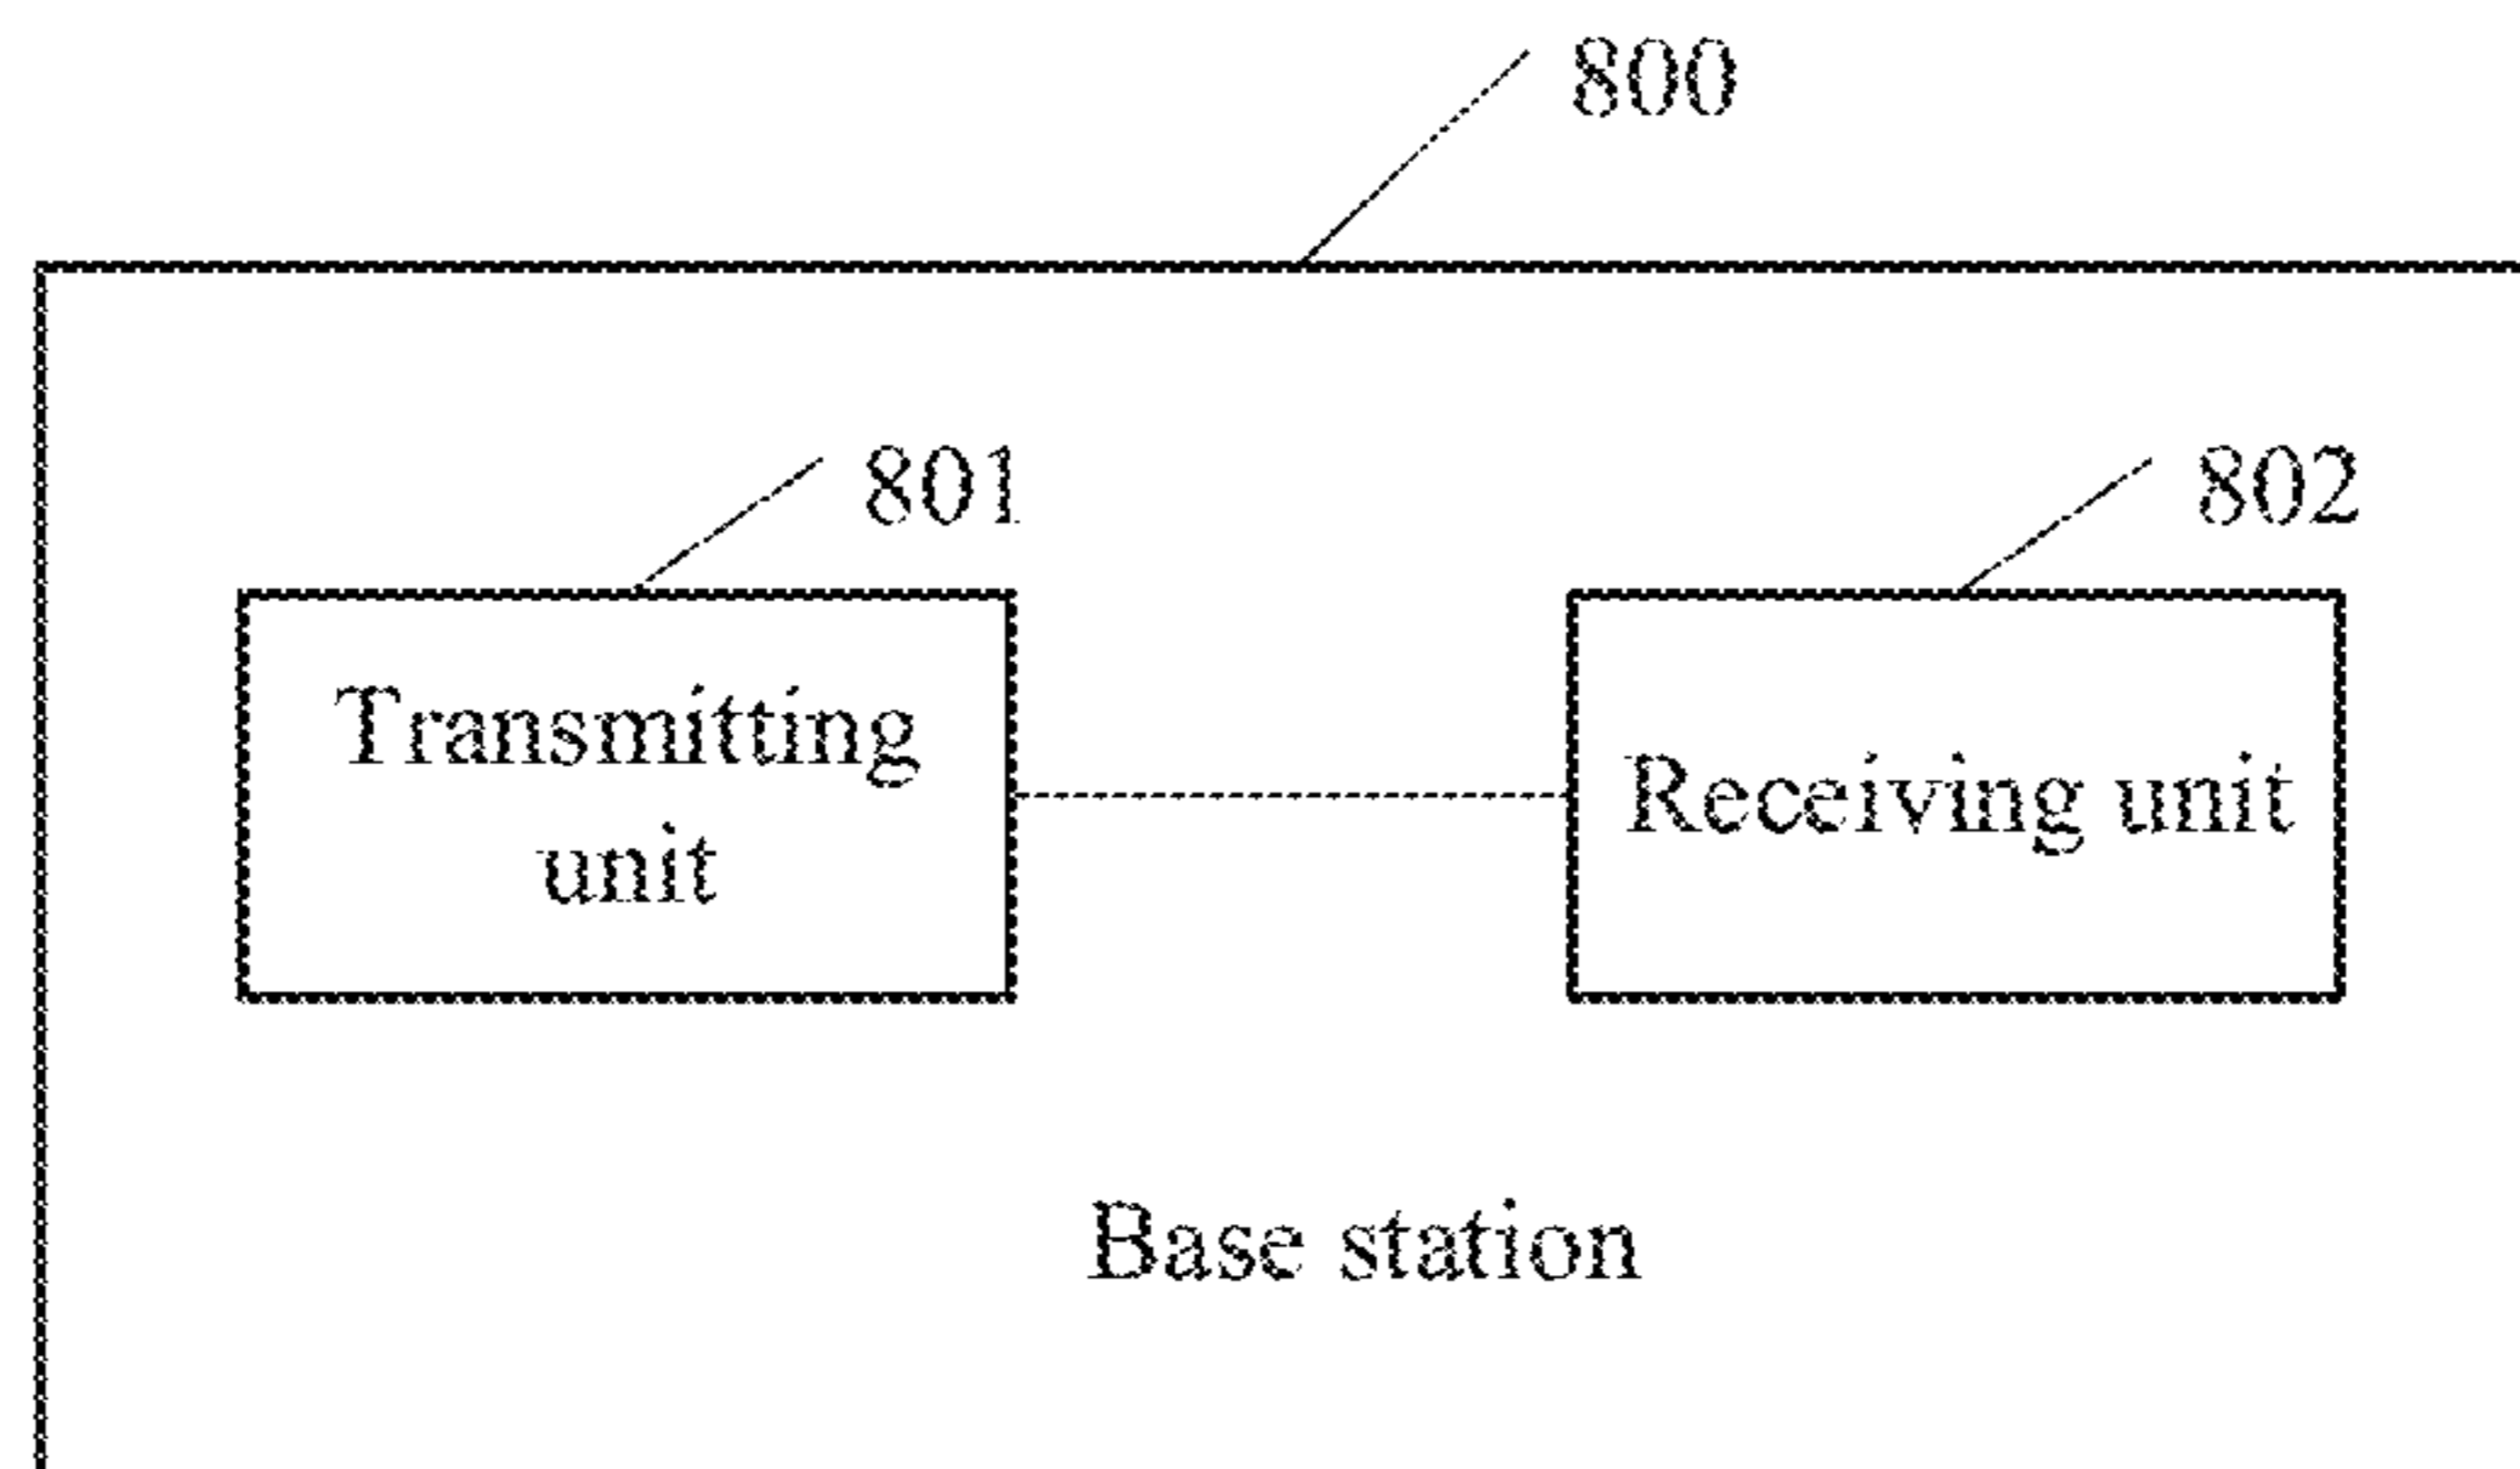 800
801
802
Transmitting
unit
Receiving unit
Base station